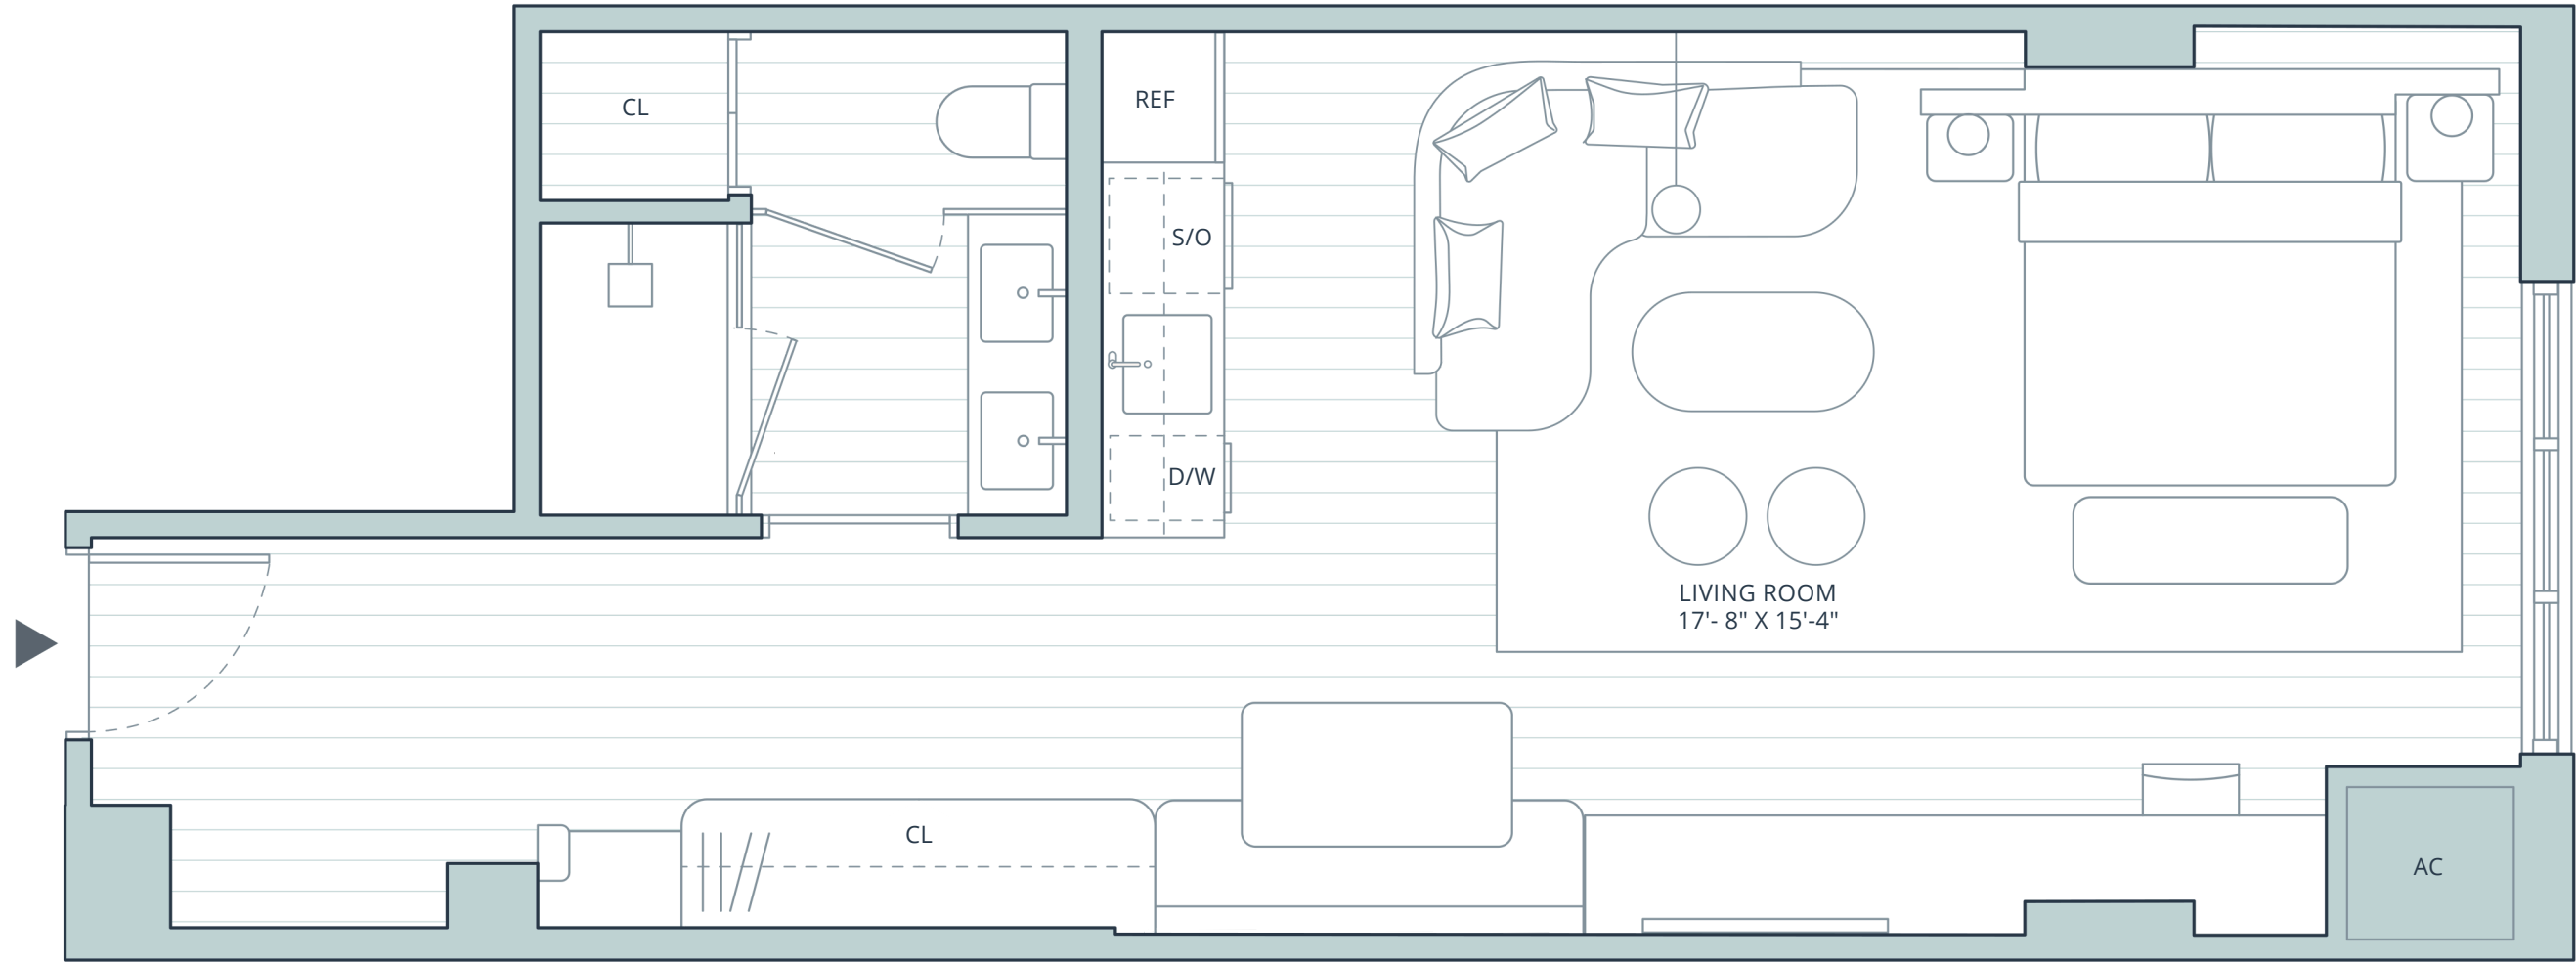 CL
REF
S/O
D/W
LIVING ROOM
17'- 8" X 15'-4"
CL
AC